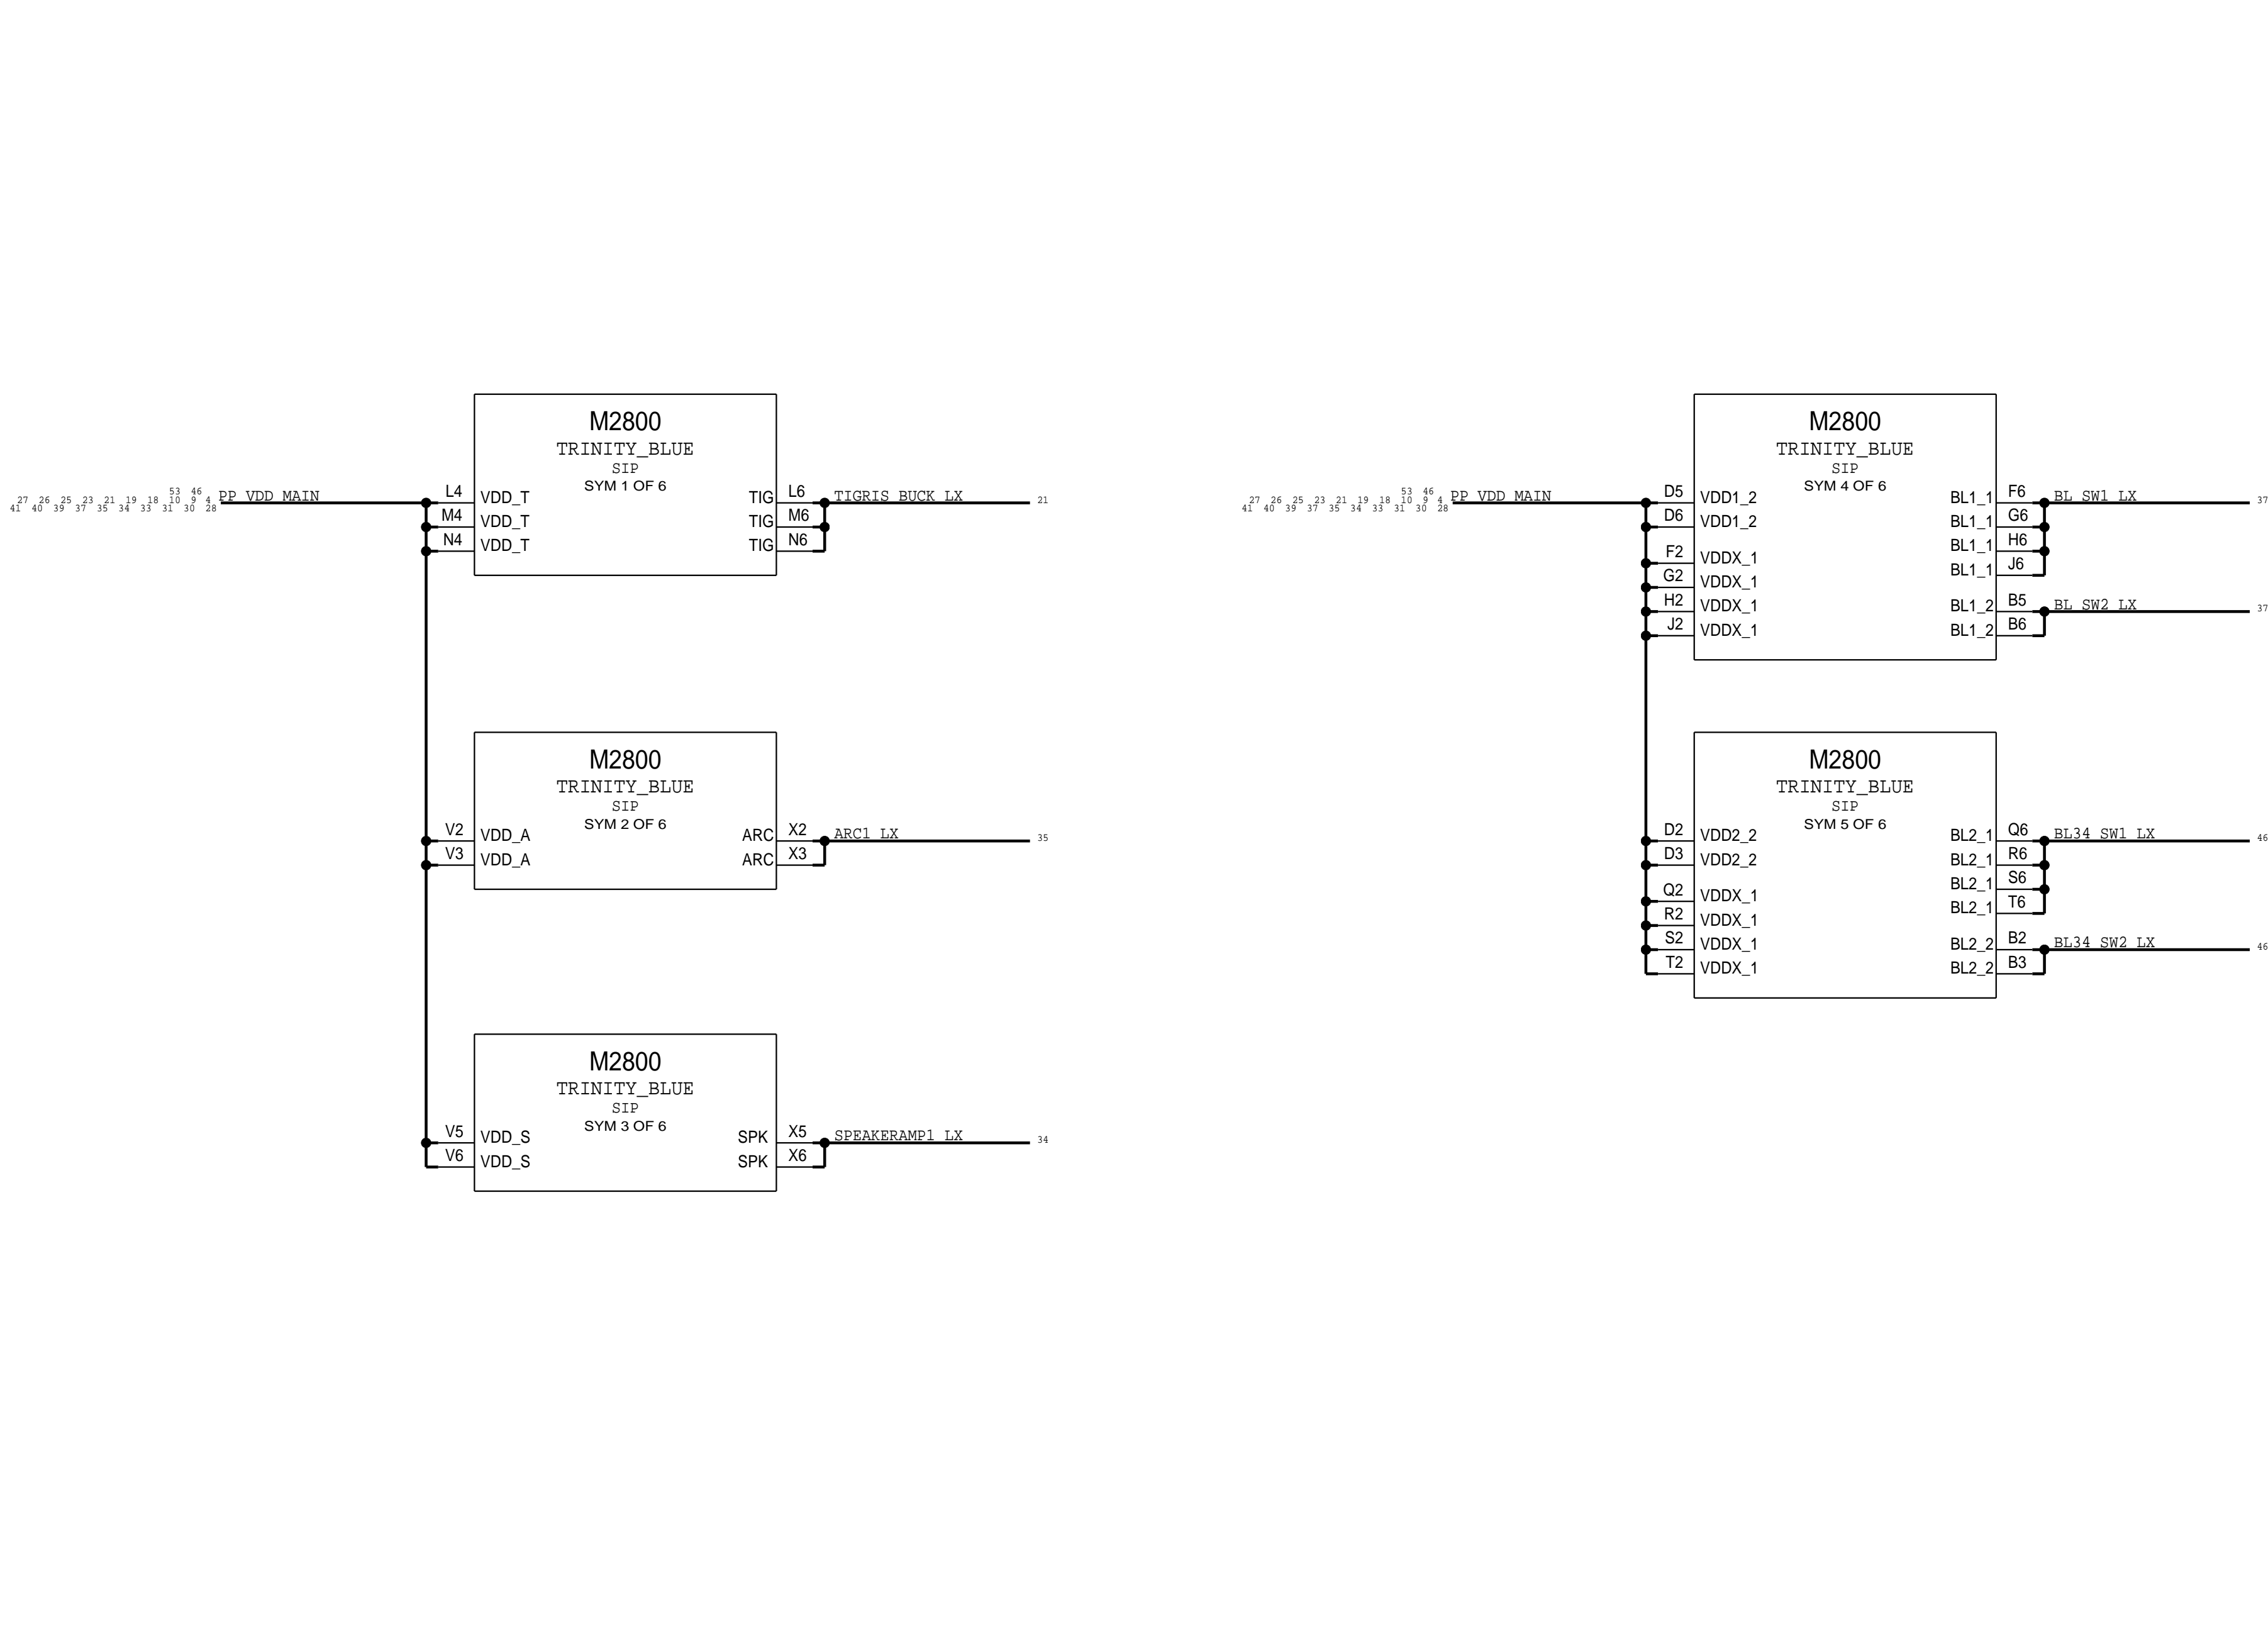 M2800
TRINITY_BLUE
SIP
SYM 1 OF 6
53 46
27 26 25 23 21 19 18 10 9 4
41 40 39 37 35 34 33 31 30 28
PP_VDD_MAIN
L4 VDD_T TIG L6 TIGRIS_BUCK_LX 21
M4 VDD_T TIG M6
N4 VDD_T TIG N6
M2800
TRINITY_BLUE
SIP
SYM 2 OF 6
V2 VDD_A ARC X2 ARC1_LX 35
V3 VDD_A ARC X3
M2800
TRINITY_BLUE
SIP
SYM 3 OF 6
V5 VDD_S SPK X5 SPEAKERAMP1_LX 34
V6 VDD_S SPK X6
M2800
TRINITY_BLUE
SIP
SYM 4 OF 6
53 46
27 26 25 23 21 19 18 10 9 4
41 40 39 37 35 34 33 31 30 28
PP_VDD_MAIN
D5 VDD1_2 BL1_1 F6 BL_SW1_LX 37
D6 VDD1_2 BL1_1 G6
F2 VDDX_1 BL1_1 H6
G2 VDDX_1 BL1_1 J6
H2 VDDX_1 BL1_2 B5 BL_SW2_LX 37
J2 VDDX_1 BL1_2 B6
M2800
TRINITY_BLUE
SIP
SYM 5 OF 6
D2 VDD2_2 BL2_1 Q6 BL34_SW1_LX 46
D3 VDD2_2 BL2_1 R6
Q2 VDDX_1 BL2_1 S6
R2 VDDX_1 BL2_1 T6
S2 VDDX_1 BL2_2 B2 BL34_SW2_LX 46
T2 VDDX_1 BL2_2 B3